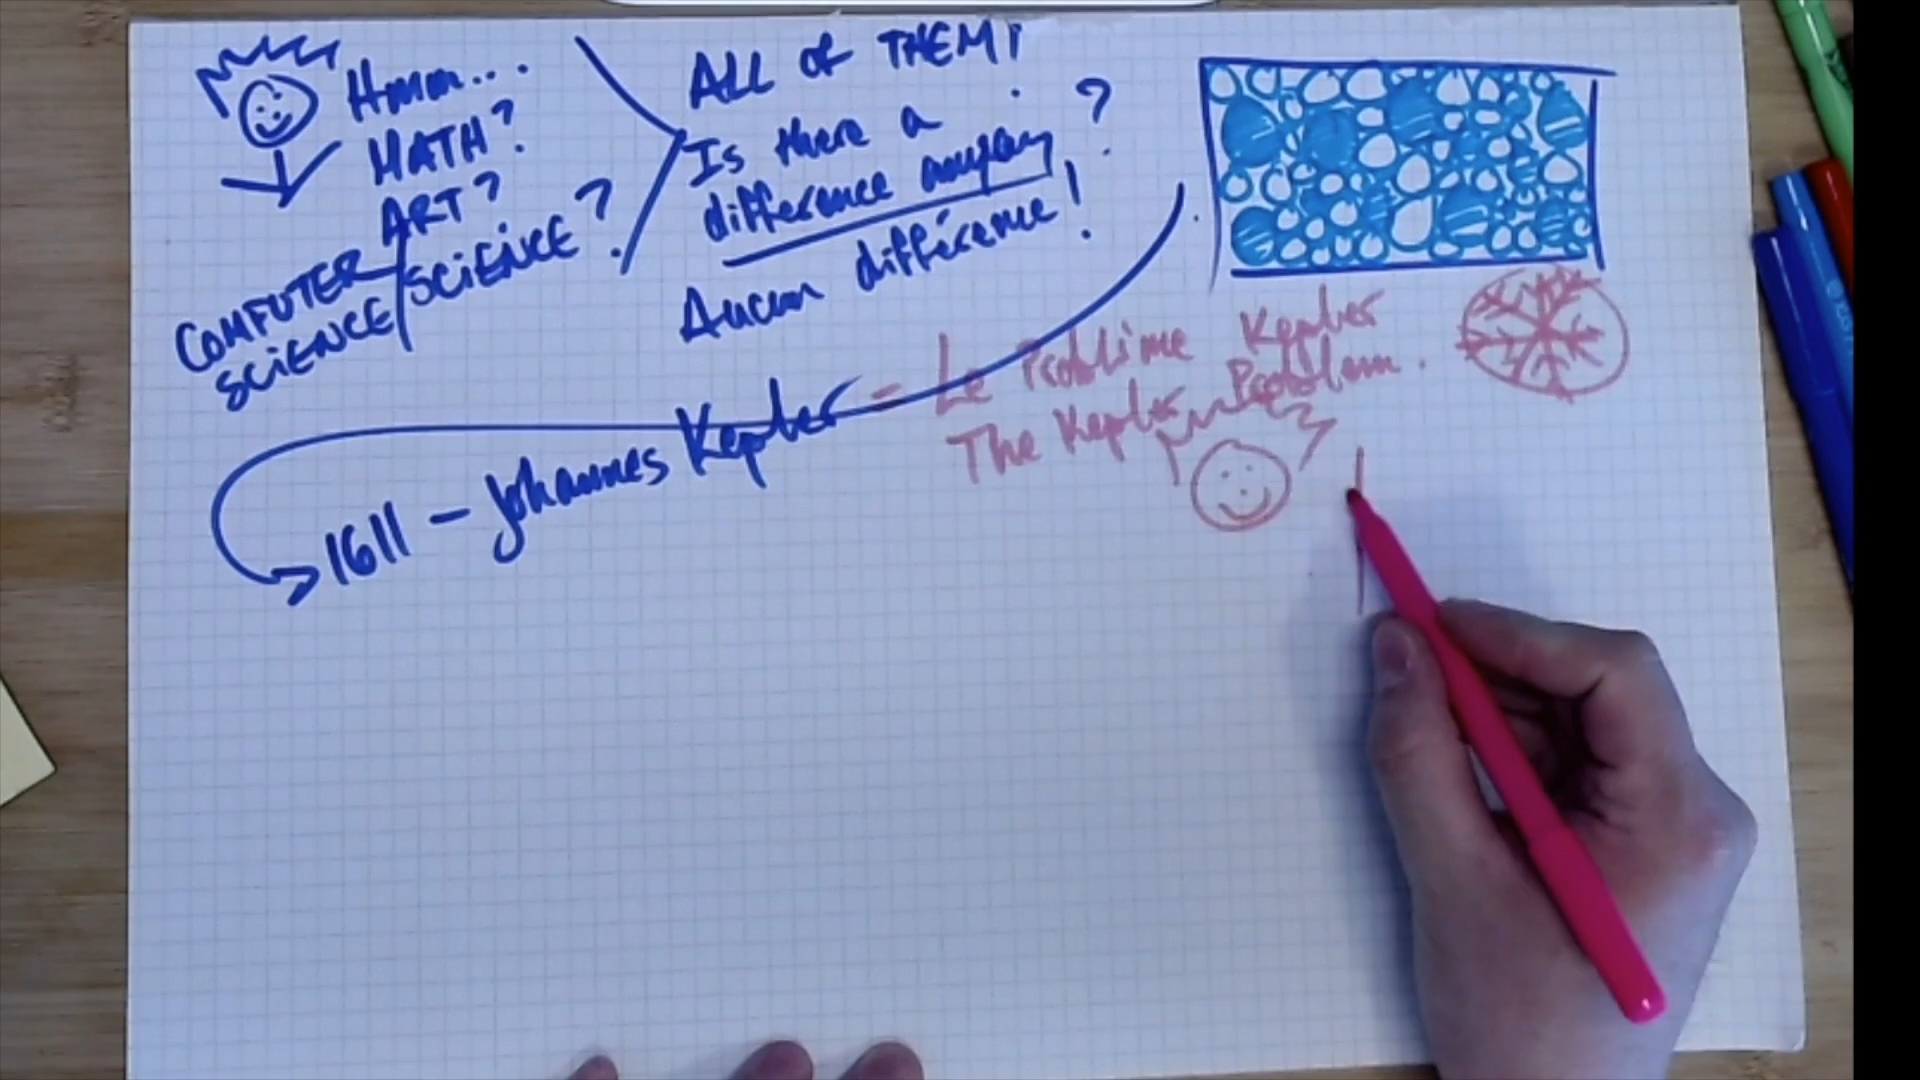 Hmm...
MATH?
ART?
COMPUTER
SCIENCE/SCIENCE?
ALL OF THEM!
Is there a
difference anyway?
Aucun différence!
1611 - Johannes Kepler = Le Problème Kepler
The Kepler Problem.